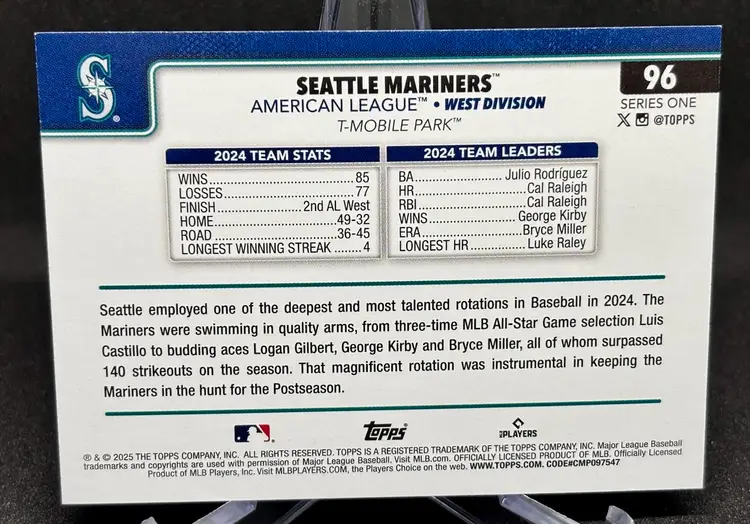 S
SEATTLE MARINERS™
AMERICAN LEAGUE™ • WEST DIVISION
T-MOBILE PARK™
96
SERIES ONE
X @TOPPS
2024 TEAM STATS
WINS 85
LOSSES 77
FINISH 2nd AL West
HOME 49-32
ROAD 36-45
LONGEST WINNING STREAK 4
2024 TEAM LEADERS
BA Julio Rodríguez
HR Cal Raleigh
RBI Cal Raleigh
WINS George Kirby
ERA Bryce Miller
LONGEST HR Luke Raley
Seattle employed one of the deepest and most talented rotations in Baseball in 2024. The
Mariners were swimming in quality arms, from three-time MLB All-Star Game selection Luis
Castillo to budding aces Logan Gilbert, George Kirby and Bryce Miller, all of whom surpassed
140 strikeouts on the season. That magnificent rotation was instrumental in keeping the
Mariners in the hunt for the Postseason.
topps
MLBPLAYERS
® & © 2025 THE TOPPS COMPANY, INC. ALL RIGHTS RESERVED. TOPPS IS A REGISTERED TRADEMARK OF THE TOPPS COMPANY, INC. Major League Baseball
trademarks and copyrights are used with permission of Major League Baseball. Visit MLB.com. OFFICIALLY LICENSED PRODUCT OF MLB. Officially Licensed
Product of MLB Players, Inc. Visit MLBPLAYERS.com, the Players Choice on the web. WWW.TOPPS.COM. CODE#CMP097547